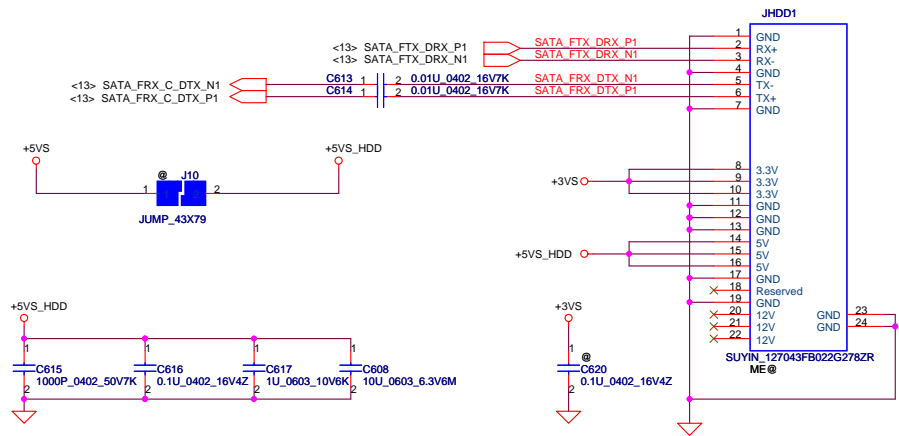 JHDD1
1 GND
<13> SATA_FTX_DRX_P1 SATA_FTX_DRX_P1 2 RX+
<13> SATA_FTX_DRX_N1 SATA_FTX_DRX_N1 3 RX-
4 GND
<13> SATA_FRX_C_DTX_N1 C613 1 2 0.01U_0402_16V7K SATA_FRX_DTX_N1 5 TX-
<13> SATA_FRX_C_DTX_P1 C614 1 2 0.01U_0402_16V7K SATA_FRX_DTX_P1 6 TX+
7 GND
+5VS +5VS_HDD
@ J10
1 2
JUMP_43X79
8 3.3V
+3VS 9 3.3V
10 3.3V
11 GND
12 GND
13 GND
14 5V
+5VS_HDD 15 5V
16 5V
17 GND
18 Reserved
19 GND
20 12V GND 23
21 12V GND 24
22 12V
SUYIN_127043FB022G278ZR
ME@
+5VS_HDD +3VS
1 1 1 1 1 @
C615 C616 C617 C608 C620
1000P_0402_50V7K 0.1U_0402_16V4Z 1U_0603_10V6K 10U_0603_6.3V6M 0.1U_0402_16V4Z
2 2 2 2 2